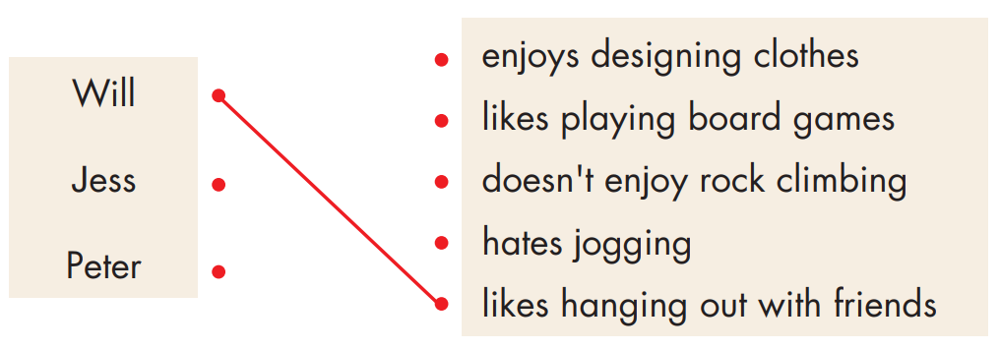 Will
Jess
Peter
enjoys designing clothes
likes playing board games
doesn't enjoy rock climbing
hates jogging
likes hanging out with friends